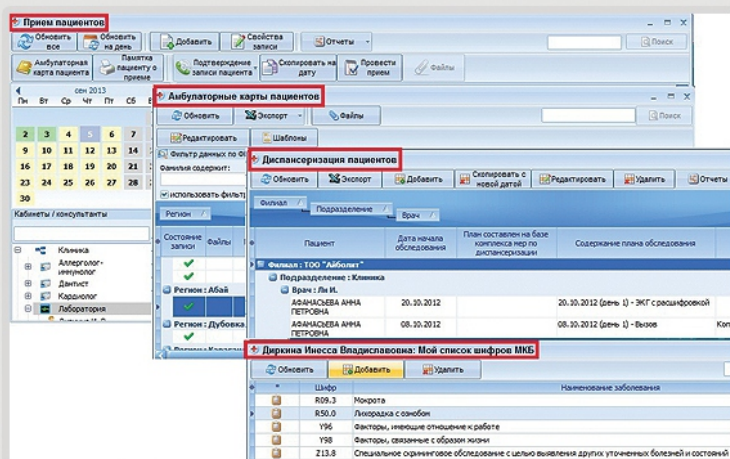 Прием пациентов
Обновить все
Обновить на день
Добавить
Свойства записи
Отчеты
Поиск
Амбулаторная карта пациента
Памятка пациенту о приеме
Подтверждение записи пациента
Скопировать на дату
Провести прием
Файлы
сен 2013
Пн Вт Ср Чт Пт Сб
2 3 4 5 6 7
9 10 11 12 13 14
16 17 18 19 20 21
23 24 25 26 27 28
30
Кабинеты / консультанты
Клиника
Аллерголог-иммунолог
Дантист
Кардиолог
Лаборатория
Амбулаторные карты пациентов
Обновить
Экспорт
Файлы
Поиск
Редактировать
Шаблоны
Фильтр данных по
Фамилия содержит:
использовать фильтр
Регион
Состояние записи
Файлы
Регион : Абай
Регион : Дубовка
Диспансеризация пациентов
Обновить
Экспорт
Добавить
Скопировать с новой датой
Редактировать
Удалить
Отчеты
Филиал
Подразделение
Врач
Пациент
Дата начала обследования
План составлен на базе комплекса мер по диспансеризации
Содержание плана обследования
Филиал : ТОО "Айболит"
Подразделение : Клиника
Врач : Ли И.
АФАНАСЬЕВА АННА ПЕТРОВНА
20.10.2012
20.10.2012 (день 1) - ЭКГ с расшифровкой
АФАНАСЬЕВА АННА ПЕТРОВНА
08.10.2012
08.10.2012 (день 1) - Вызов
Диркина Инесса Владиславовна: Мой список шифров МКБ
Обновить
Добавить
Удалить
Шифр
Наименование заболевания
R09.3 Мокрота
R50.0 Лихорадка с ознобом
Y96 Факторы, имеющие отношение к работе
Y98 Факторы, связанные с образом жизни
Z13.8 Специальное скрининговое обследование с целью выявления других уточненных болезней и состояний